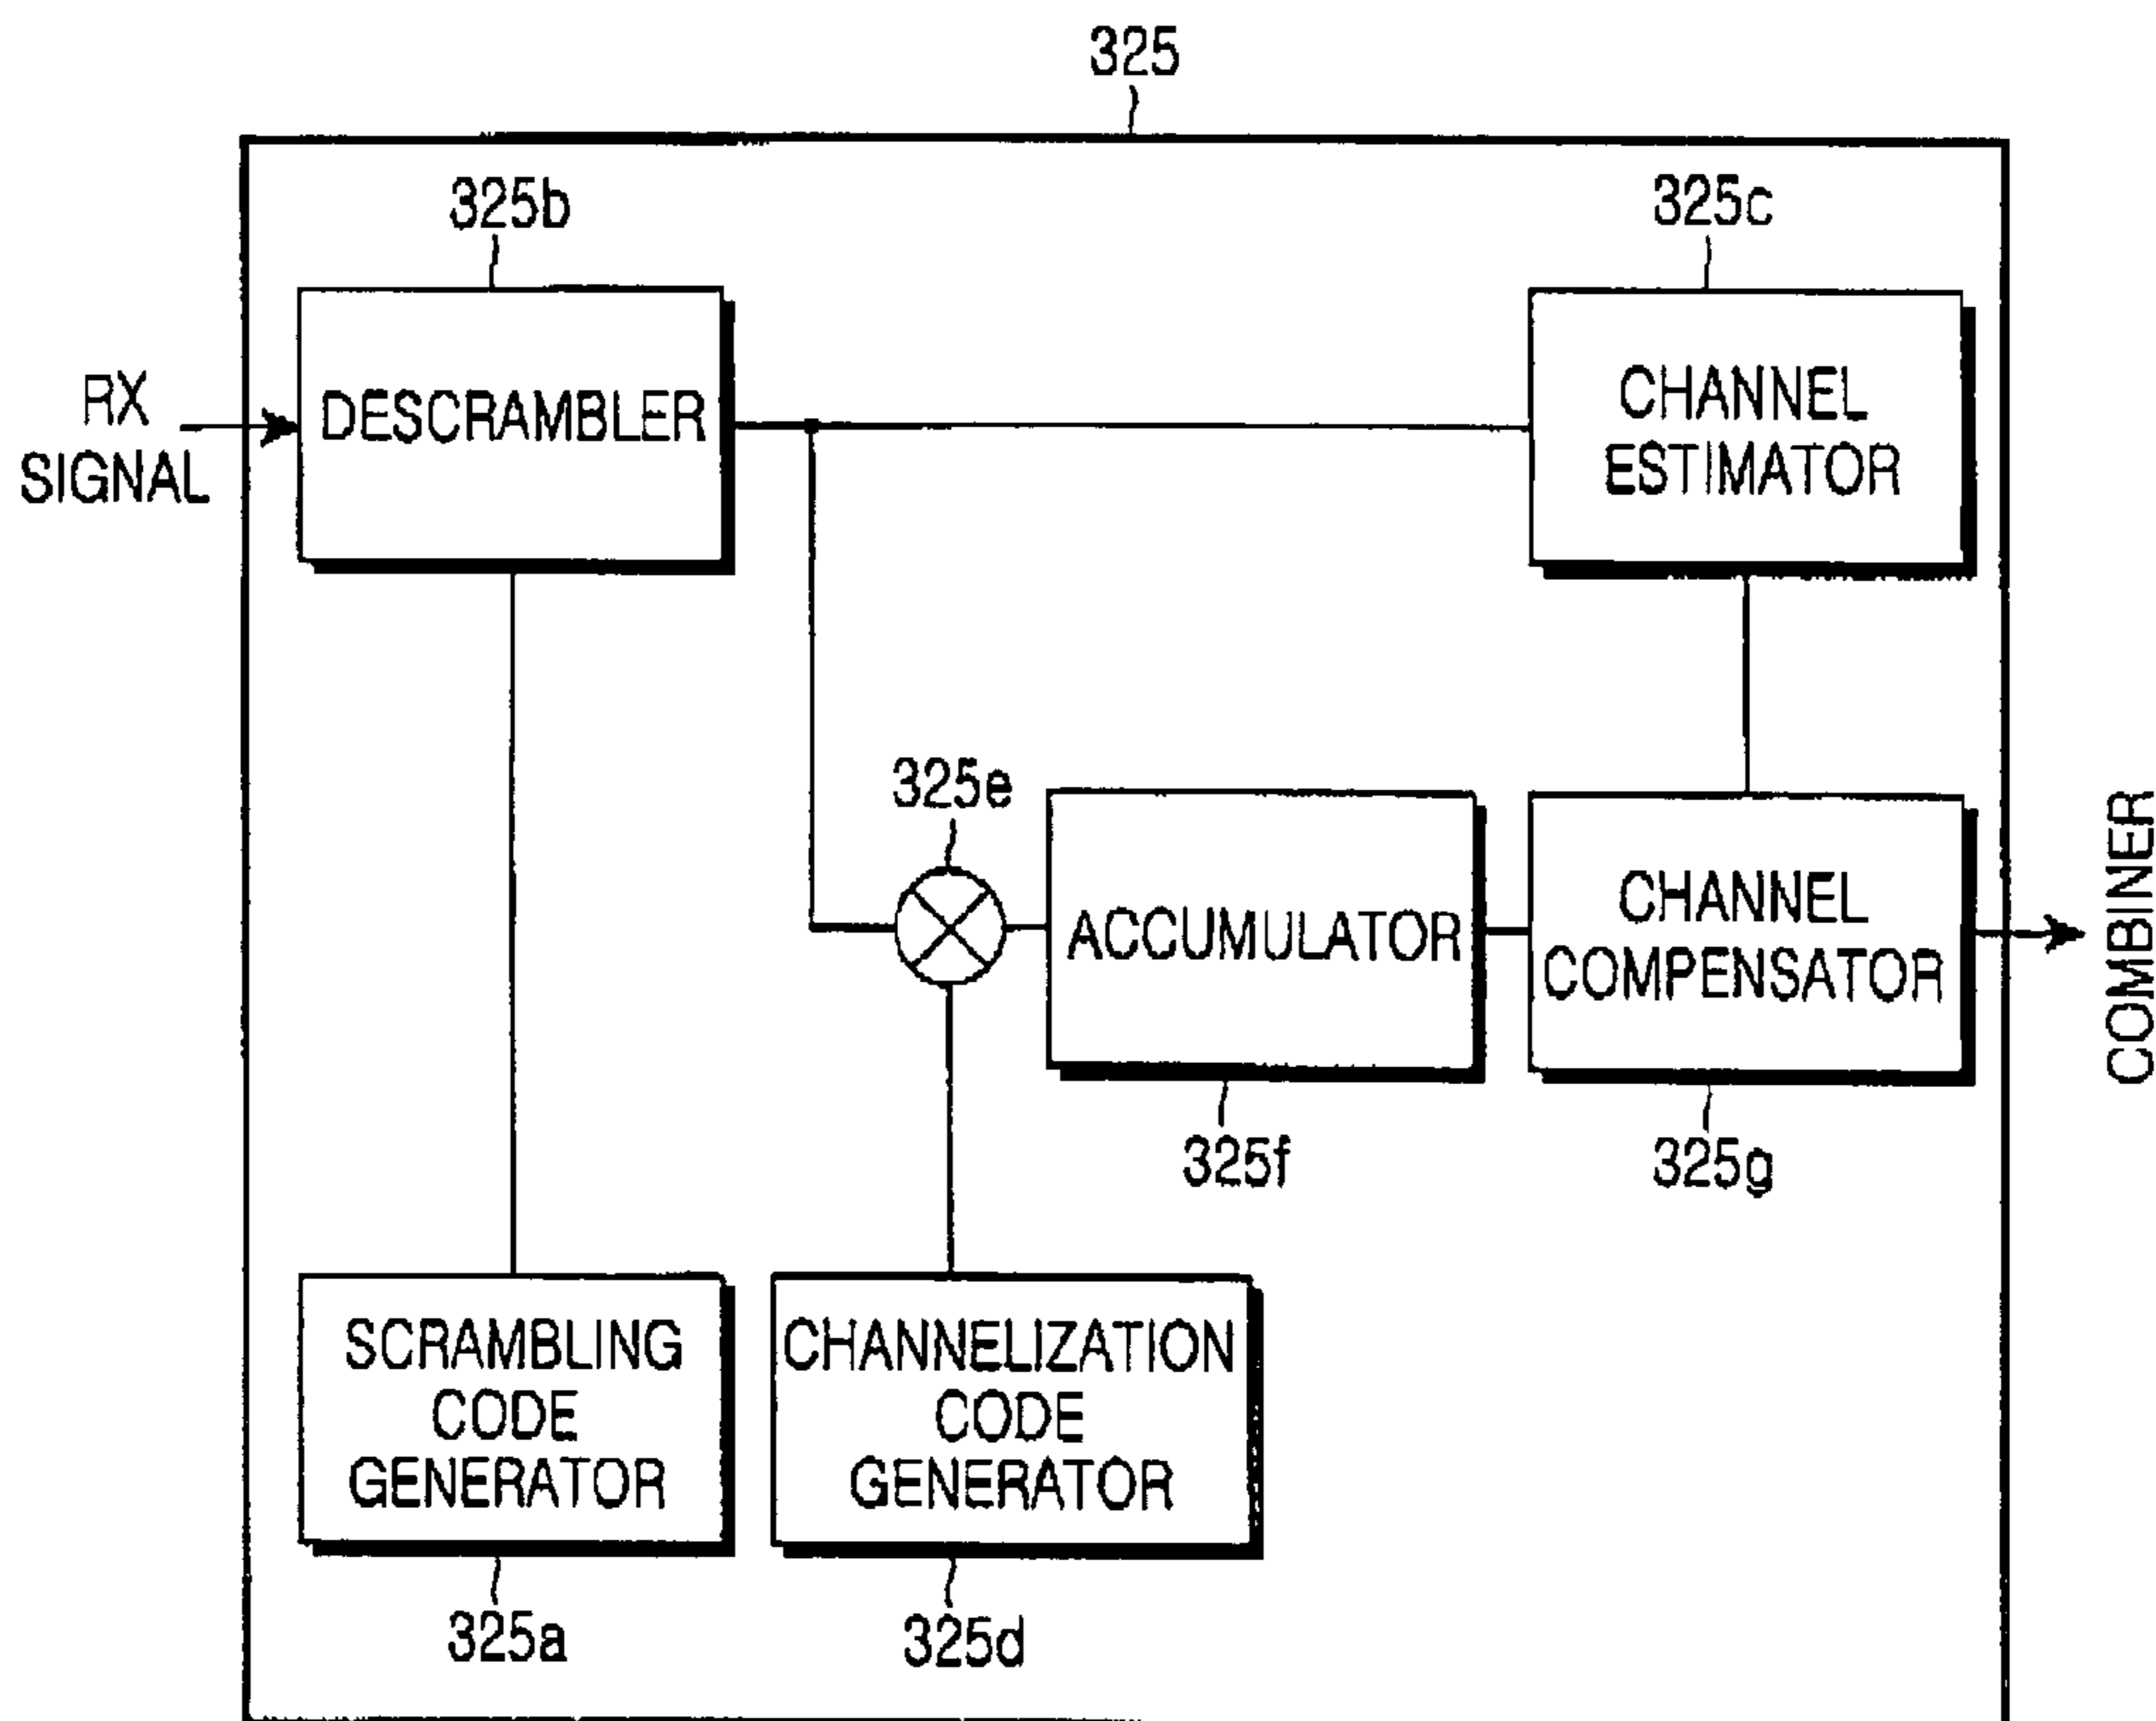 325
325b
325c
RX
SIGNAL
DESCRAMBLER
CHANNEL
ESTIMATOR
325e
ACCUMULATOR
CHANNEL
COMPENSATOR
COMBINER
325f
325g
SCRAMBLING
CODE
GENERATOR
CHANNELIZATION
CODE
GENERATOR
325a
325d